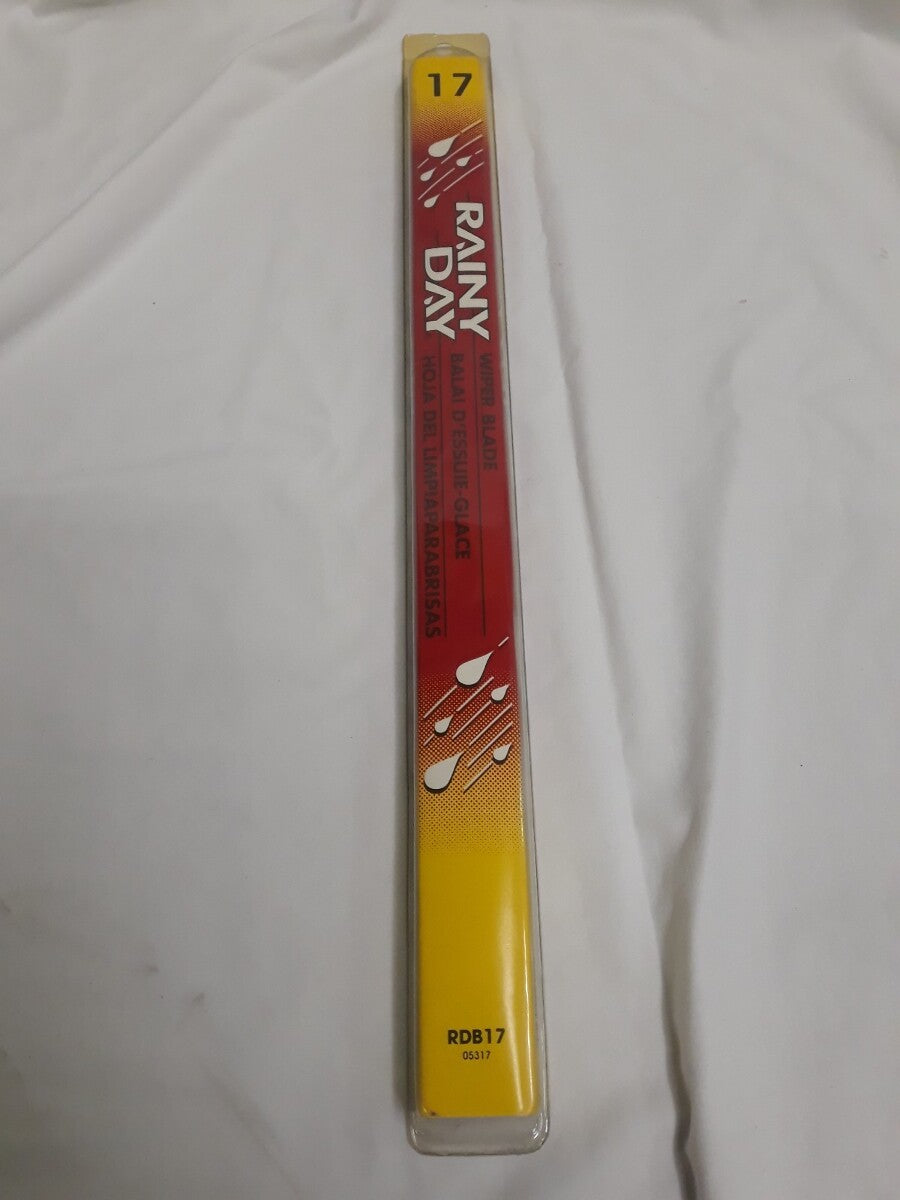 17
RAINY
DAY
WIPER BLADE
BALAI D'ESSUIE-GLACE
HOJA DEL LIMPIAPARABRISAS
RDB17
05317